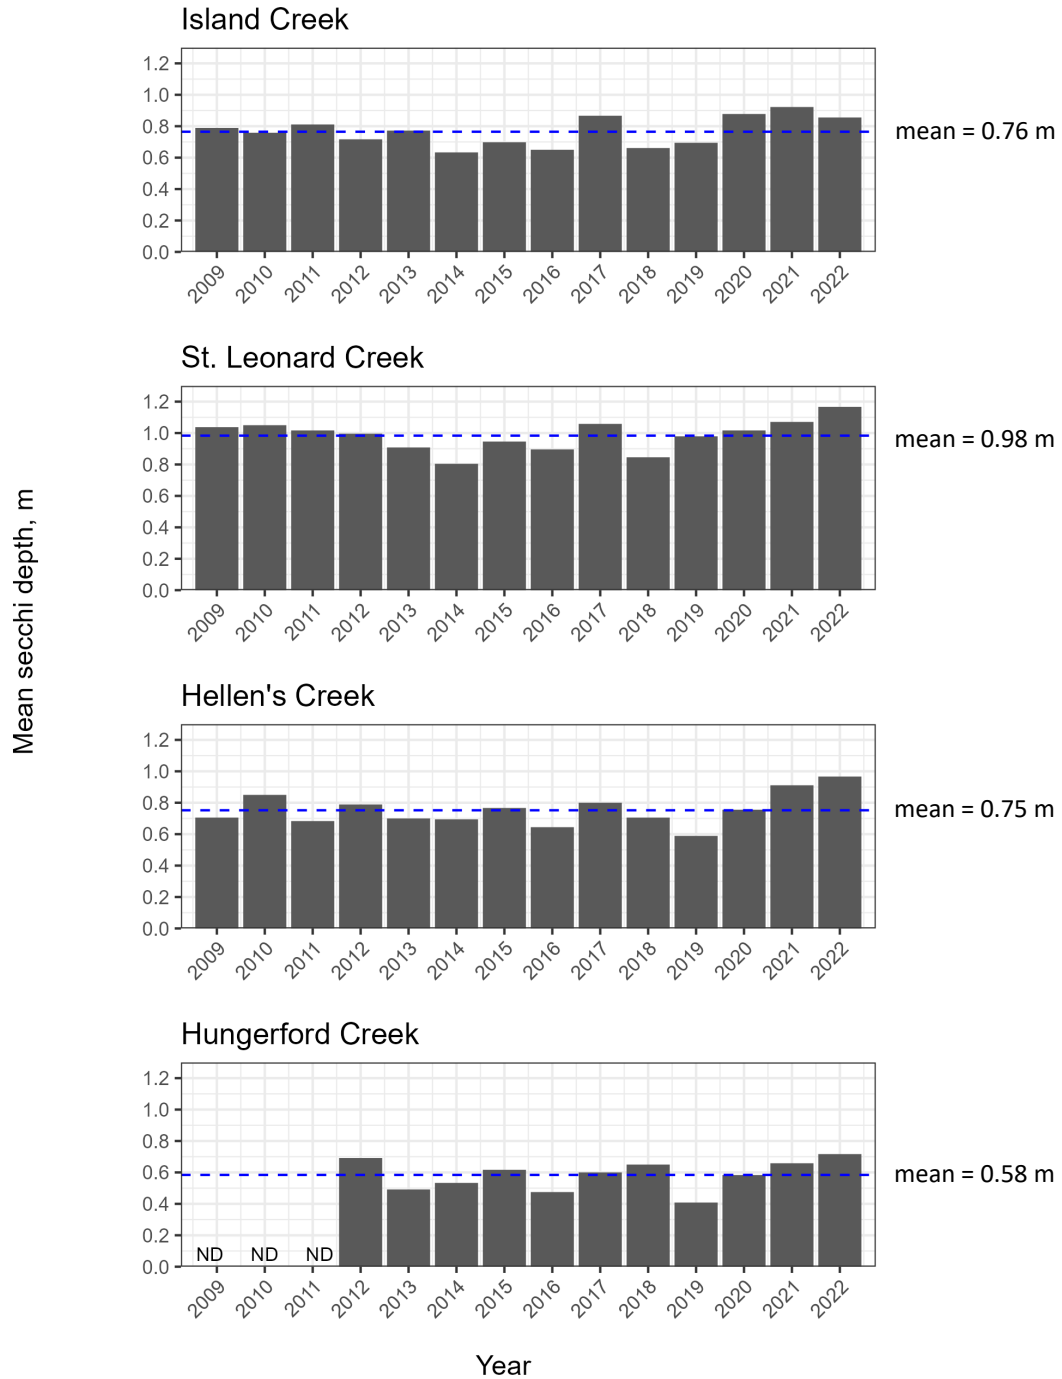 Island Creek
1.2
1.0
0.8
0.6
0.4
0.2
0.0
mean = 0.76 m
2009 2010 2011 2012 2013 2014 2015 2016 2017 2018 2019 2020 2021 2022
St. Leonard Creek
1.2
1.0
0.8
0.6
0.4
0.2
0.0
mean = 0.98 m
2009 2010 2011 2012 2013 2014 2015 2016 2017 2018 2019 2020 2021 2022
Mean secchi depth, m
Hellen's Creek
1.2
1.0
0.8
0.6
0.4
0.2
0.0
mean = 0.75 m
2009 2010 2011 2012 2013 2014 2015 2016 2017 2018 2019 2020 2021 2022
Hungerford Creek
1.2
1.0
0.8
0.6
0.4
0.2
0.0
mean = 0.58 m
ND ND ND
2009 2010 2011 2012 2013 2014 2015 2016 2017 2018 2019 2020 2021 2022
Year